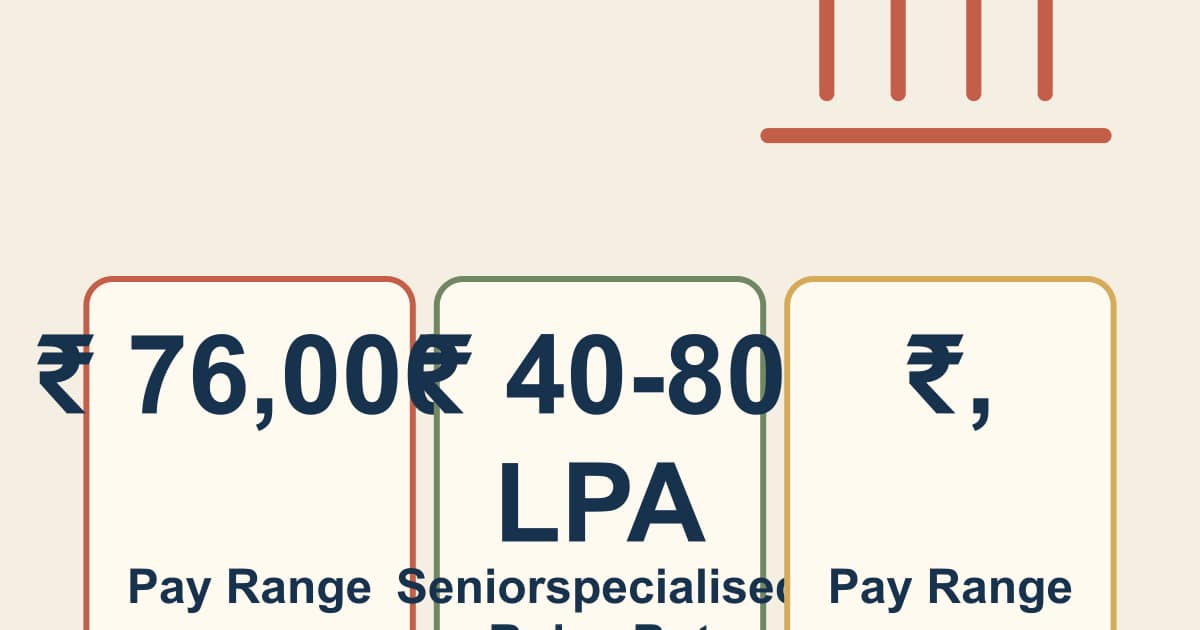 ₹ 76,000
₹ 40-80
LPA
Pay Range
Seniorspecialised
₹,
Pay Range